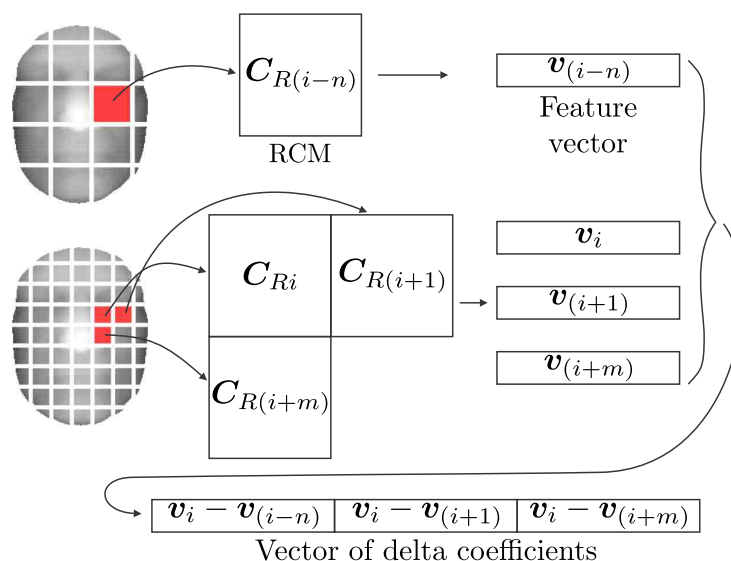 C_{R(i−n)}
RCM
v_{(i−n)}
Feature
vector
C_{Ri}
C_{R(i+1)}
C_{R(i+m)}
v_i
v_{(i+1)}
v_{(i+m)}
v_i − v_{(i−n)} v_i − v_{(i+1)} v_i − v_{(i+m)}
Vector of delta coefficients